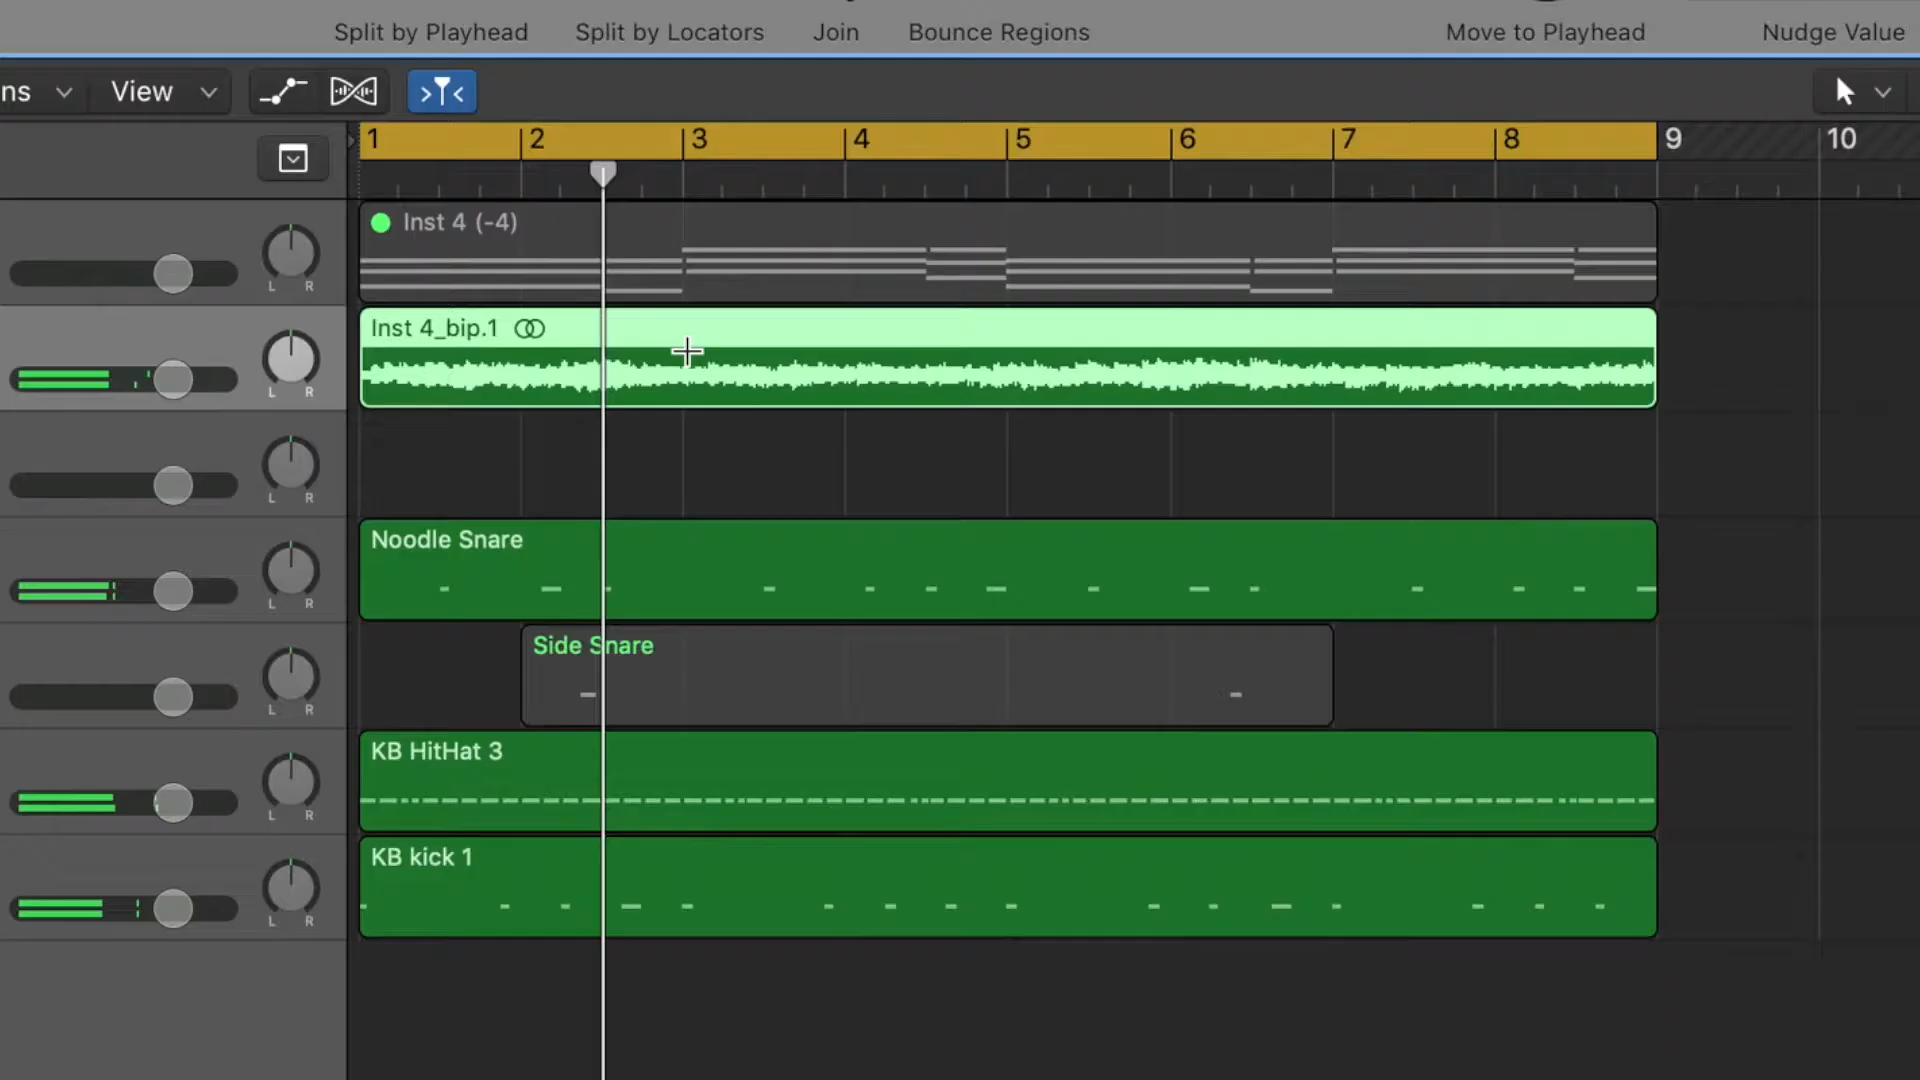 Split by Playhead Split by Locators Join Bounce Regions Move to Playhead Nudge Value
ns View
1 2 3 4 5 6 7 8 9 10
Inst 4 (-4)
L R
Inst 4_bip.1
L R
L R
Noodle Snare
L R
Side Snare
L R
KB HitHat 3
L R
KB kick 1
L R